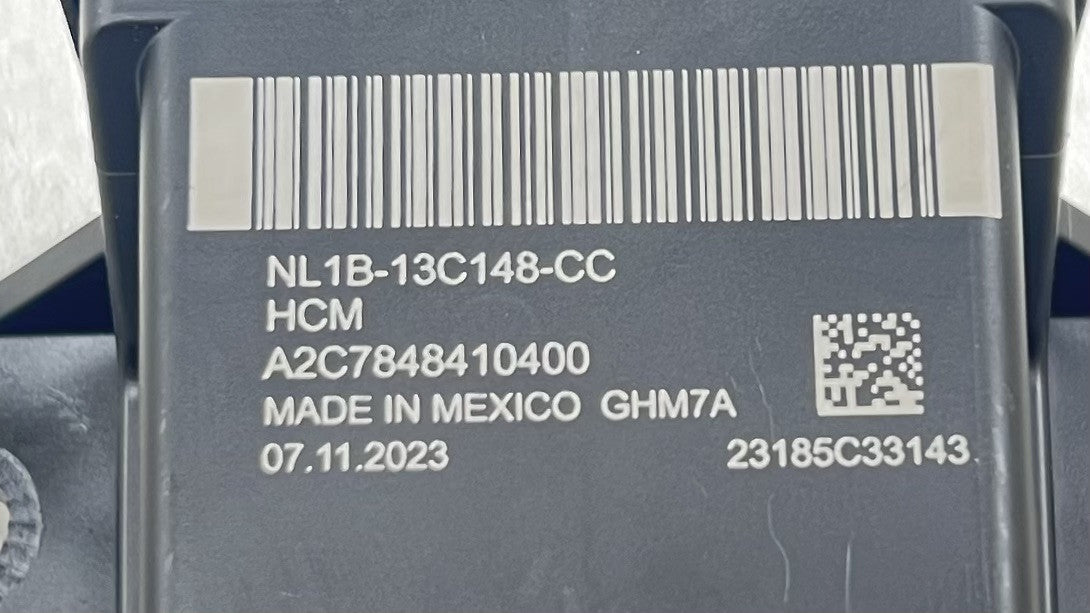 NL1B-13C148-CC
HCM
A2C7848410400
MADE IN MEXICO GHM7A
07.11.2023 23185C33143